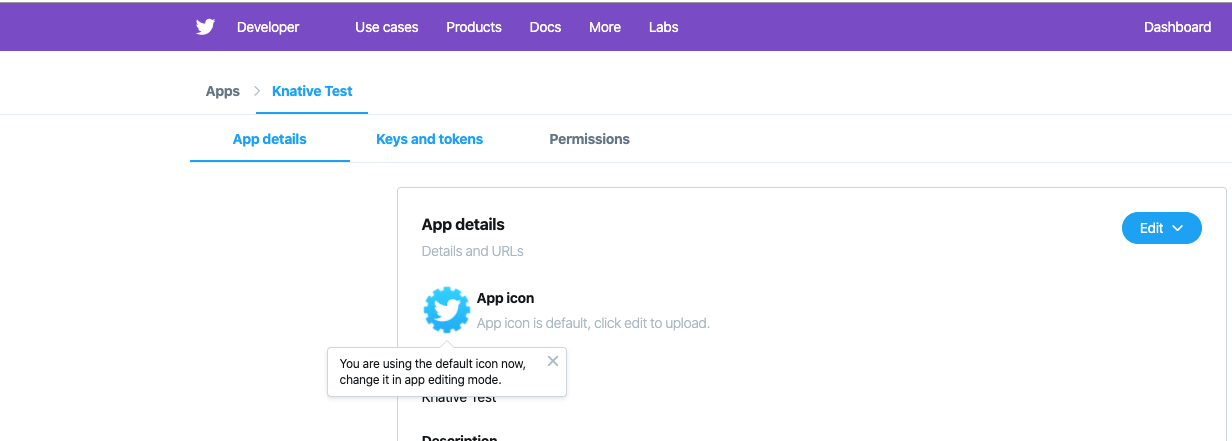 Developer Use cases Products Docs More Labs Dashboard
Apps Knative Test
App details Keys and tokens Permissions
App details
Edit
Details and URLs
App icon
App icon is default, click edit to upload.
You are using the default icon now,
change it in app editing mode.
Knative Test
Description